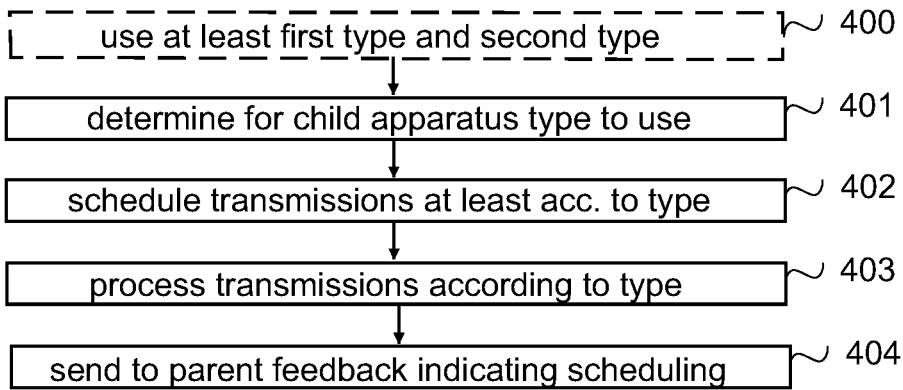 use at least first type and second type 400
determine for child apparatus type to use 401
schedule transmissions at least acc. to type 402
process transmissions according to type 403
send to parent feedback indicating scheduling 404